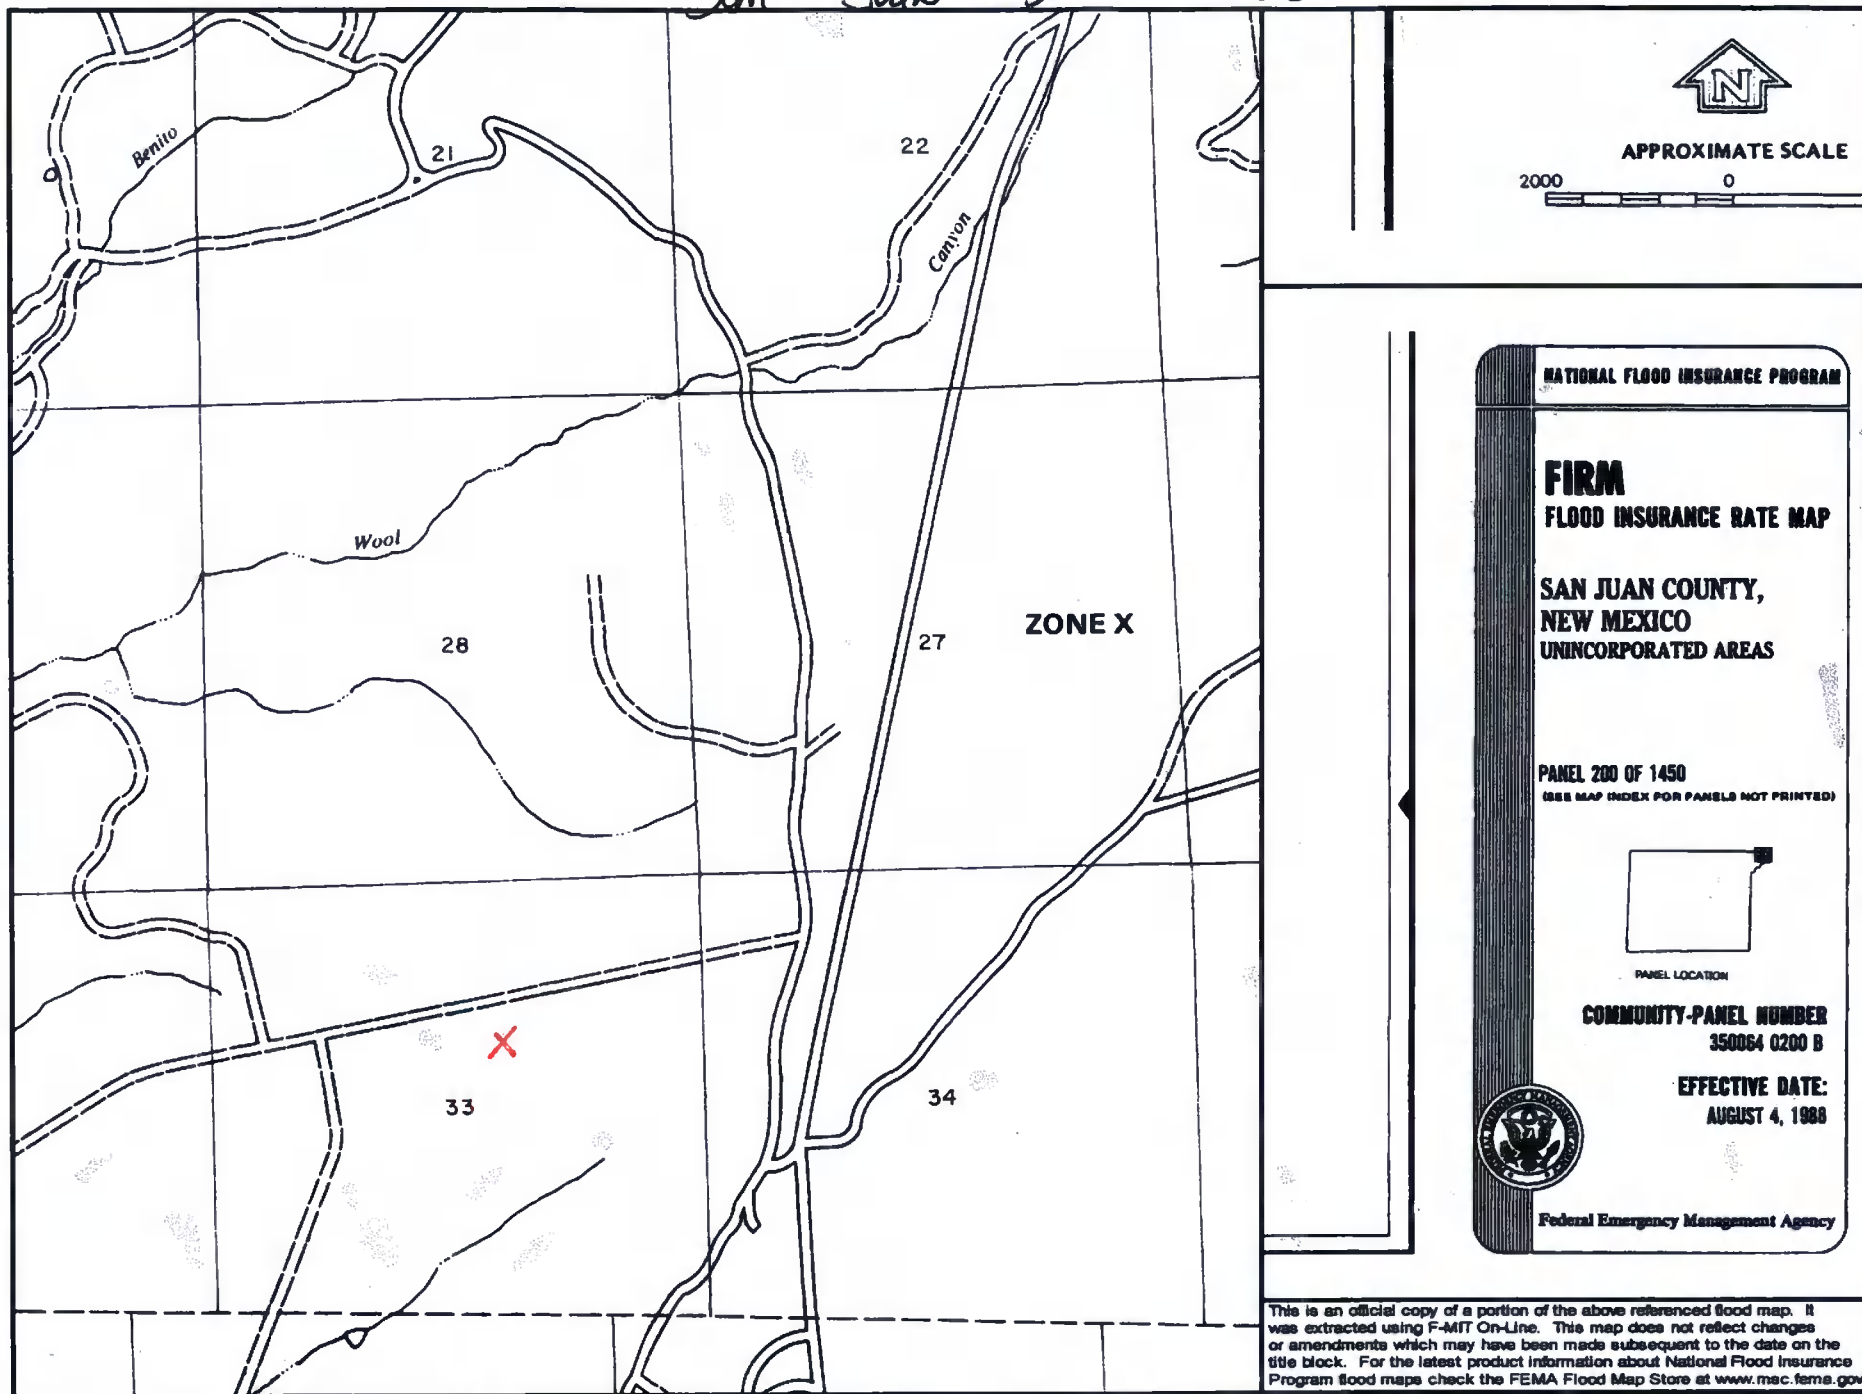 San Juan
Benito
21
22
Canyon
Wool
28
27
ZONE X
33
X
34
N
APPROXIMATE SCALE
2000 0
NATIONAL FLOOD INSURANCE PROGRAM
FIRM
FLOOD INSURANCE RATE MAP
SAN JUAN COUNTY,
NEW MEXICO
UNINCORPORATED AREAS
PANEL 200 OF 1450
(SEE MAP INDEX FOR PANELS NOT PRINTED)
PANEL LOCATION
COMMUNITY-PANEL NUMBER
350064 0200 B
EFFECTIVE DATE:
AUGUST 4, 1988
FEDERAL EMERGENCY MANAGEMENT AGENCY
Federal Emergency Management Agency
This is an official copy of a portion of the above referenced flood map. It
was extracted using F-MIT On-Line. This map does not reflect changes
or amendments which may have been made subsequent to the date on the
title block. For the latest product information about National Flood Insurance
Program flood maps check the FEMA Flood Map Store at www.msc.fema.gov